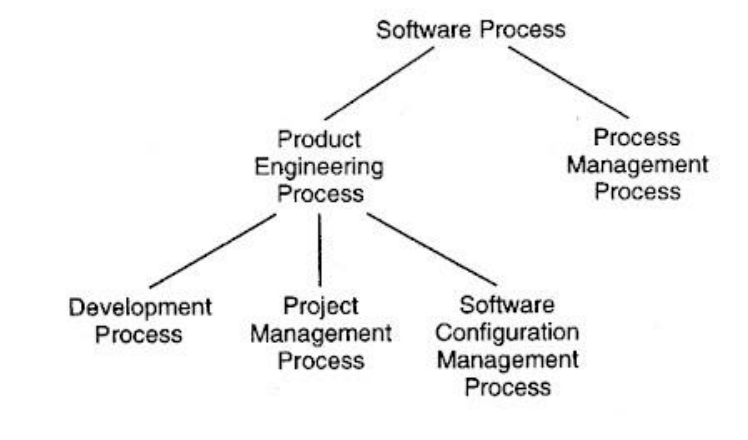 Software Process
Product
Engineering
Process
Process
Management
Process
Development
Process
Project
Management
Process
Software
Configuration
Management
Process